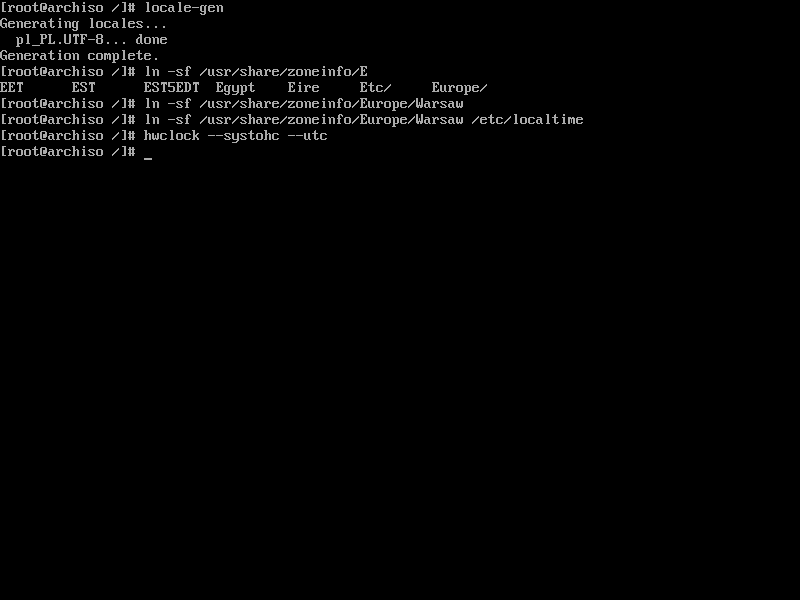 [root@archiso /]# locale-gen
Generating locales...
  pl_PL.UTF-8... done
Generation complete.
[root@archiso /]# ln -sf /usr/share/zoneinfo/E
EET      EST      EST5EDT  Egypt    Eire     Etc/     Europe/
[root@archiso /]# ln -sf /usr/share/zoneinfo/Europe/Warsaw
[root@archiso /]# ln -sf /usr/share/zoneinfo/Europe/Warsaw /etc/localtime
[root@archiso /]# hwclock --systohc --utc
[root@archiso /]# _